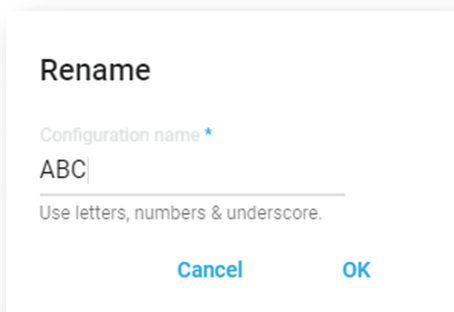 Rename
Configuration name *
ABC
Use letters, numbers & underscore.
Cancel OK